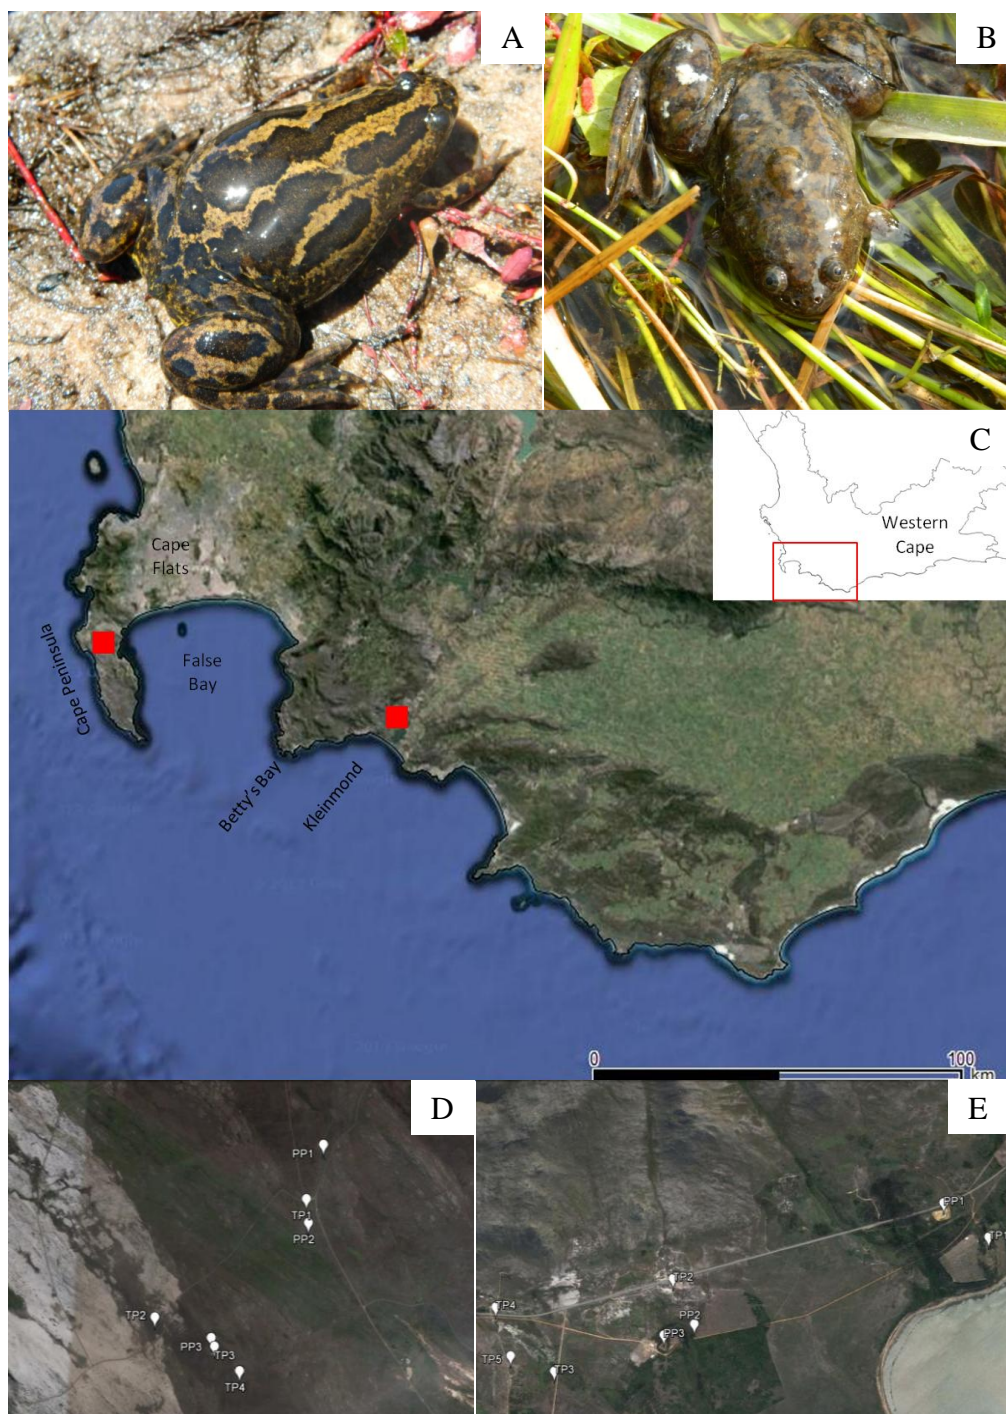 A
B
C
Western
Cape
Cape
Flats
Cape Peninsula
False
Bay
Betty's Bay
Kleinmond
0
100
km
D
PP1
TP1
PP2
TP2
PP3
TP3
TP4
E
PP1
TP1
TP2
TP4
PP2
PP3
TP5
TP3